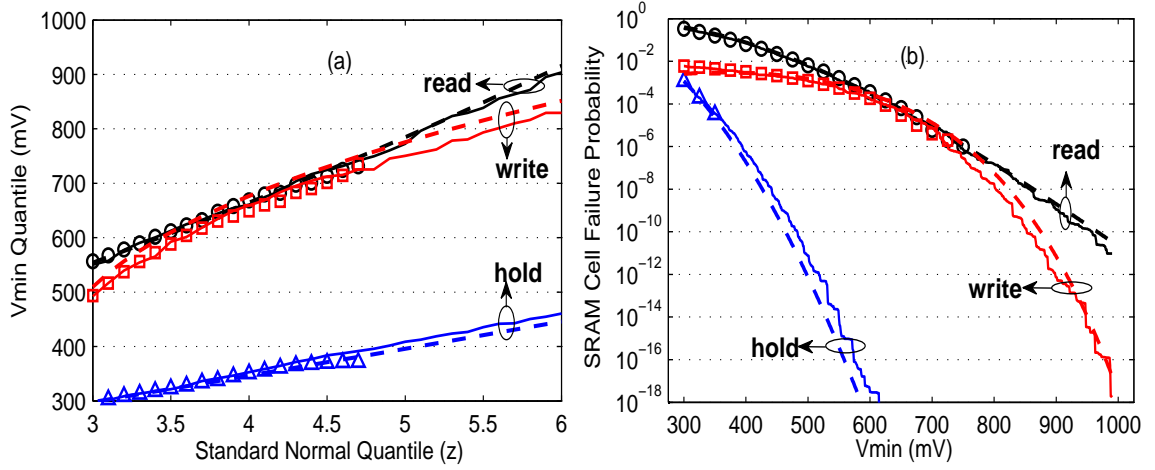 (a)
Vmin Quantile (mV)
1000
900
800
700
600
500
400
300
read
write
hold
3 3.5 4 4.5 5 5.5 6
Standard Normal Quantile (z)
(b)
SRAM Cell Failure Probability
10^0
10^-2
10^-4
10^-6
10^-8
10^-10
10^-12
10^-14
10^-16
10^-18
read
write
hold
300 400 500 600 700 800 900 1000
Vmin (mV)